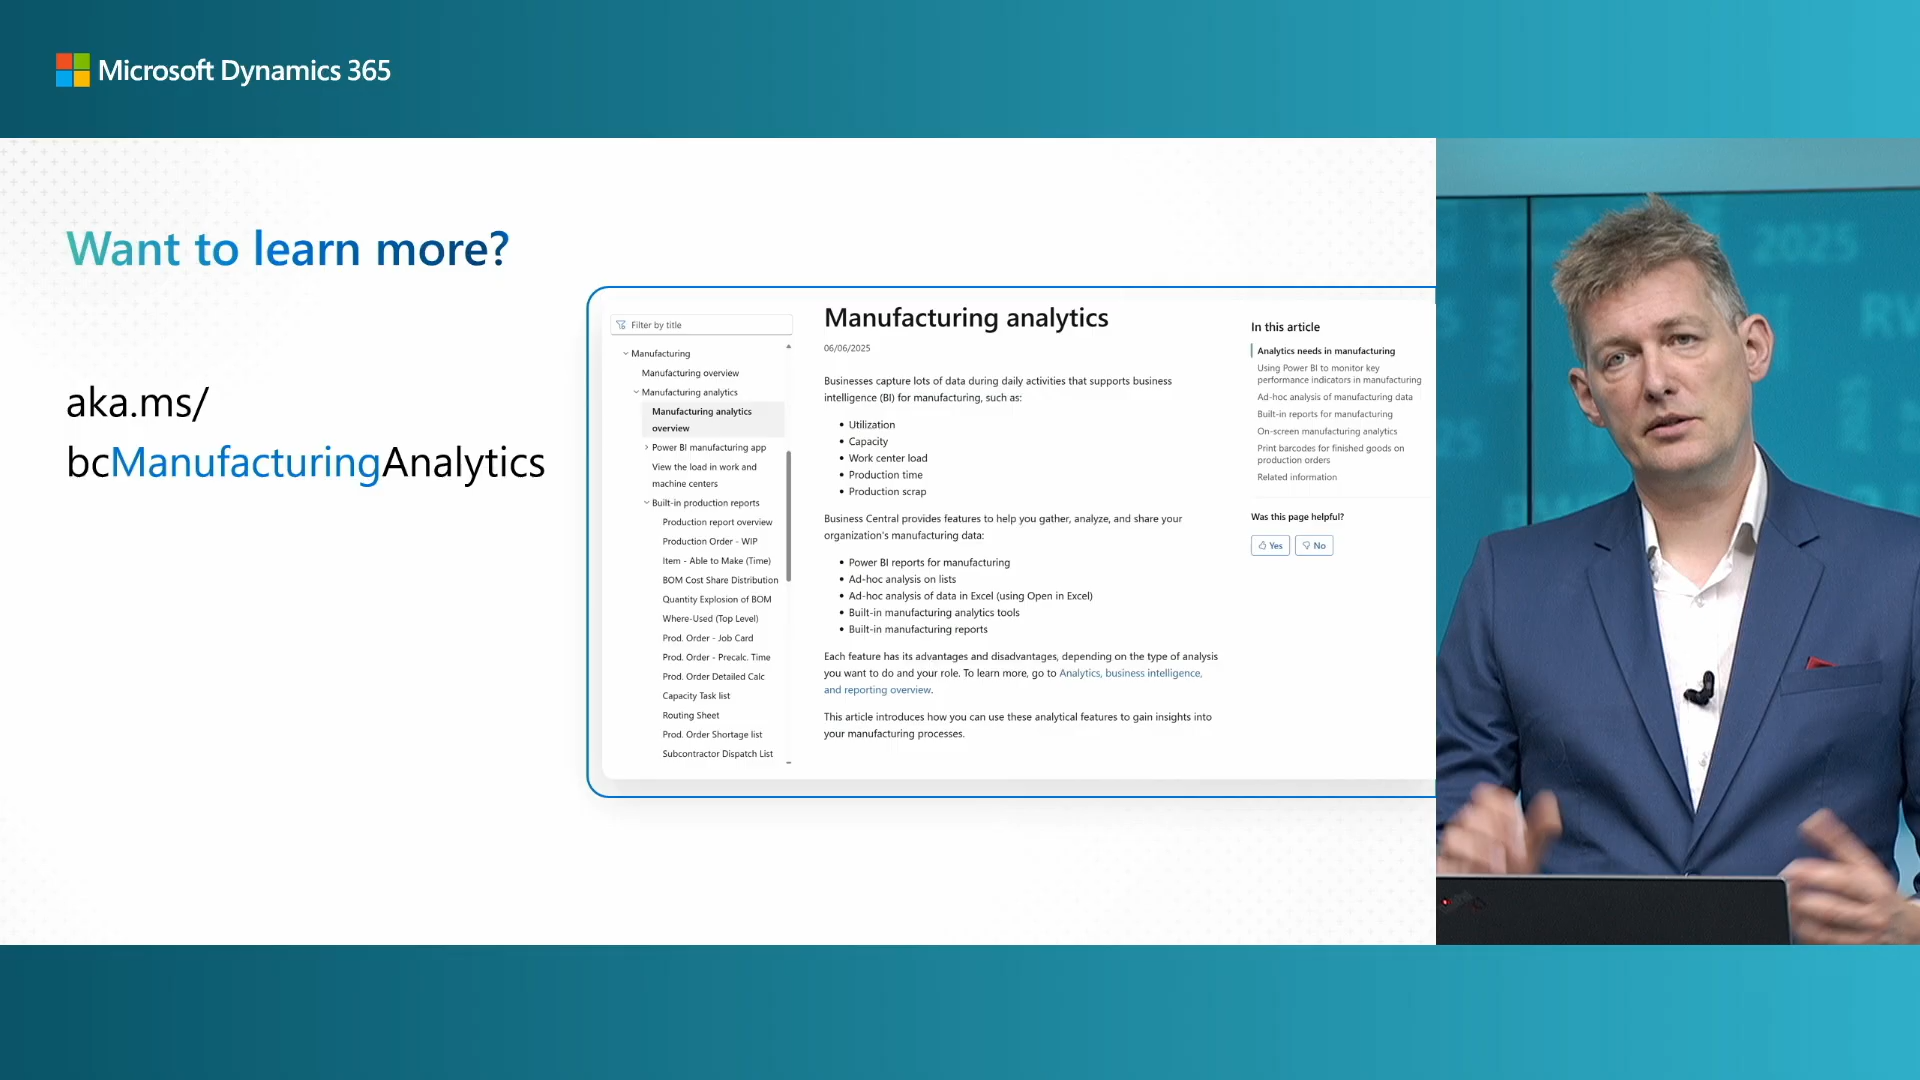 Microsoft Dynamics 365
Want to learn more?
aka.ms/
bcManufacturingAnalytics
Filter by title
Manufacturing
Manufacturing overview
Manufacturing analytics
Manufacturing analytics
overview
Power BI manufacturing app
View the load in work and
machine centers
Built-in production reports
Production report overview
Production Order - WIP
Item - Able to Make (Time)
BOM Cost Share Distribution
Quantity Explosion of BOM
Where-Used (Top Level)
Prod. Order - Job Card
Prod. Order - Precalc. Time
Prod. Order Detailed Calc
Capacity Task list
Routing Sheet
Prod. Order Shortage list
Subcontractor Dispatch List
Manufacturing analytics
06/06/2025
Businesses capture lots of data during daily activities that supports business
intelligence (BI) for manufacturing, such as:
• Utilization
• Capacity
• Work center load
• Production time
• Production scrap
Business Central provides features to help you gather, analyze, and share your
organization's manufacturing data:
• Power BI reports for manufacturing
• Ad-hoc analysis on lists
• Ad-hoc analysis of data in Excel (using Open in Excel)
• Built-in manufacturing analytics tools
• Built-in manufacturing reports
Each feature has its advantages and disadvantages, depending on the type of analysis
you want to do and your role. To learn more, go to Analytics, business intelligence,
and reporting overview.
This article introduces how you can use these analytical features to gain insights into
your manufacturing processes.
In this article
Analytics needs in manufacturing
Using Power BI to monitor key
performance indicators in manufacturing
Ad-hoc analysis of manufacturing data
Built-in reports for manufacturing
On-screen manufacturing analytics
Print barcodes for finished goods on
production orders
Related information
Was this page helpful?
Yes
No
2025